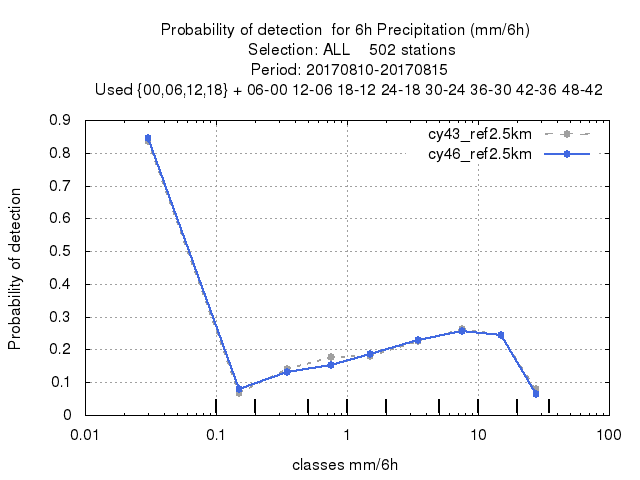 Probability of detection  for 6h Precipitation (mm/6h)
Selection: ALL    502 stations
Period: 20170810-20170815
Used {00,06,12,18} + 06-00 12-06 18-12 24-18 30-24 36-30 42-36 48-42
cy43_ref2.5km
cy46_ref2.5km
Probability of detection
0.9
0.8
0.7
0.6
0.5
0.4
0.3
0.2
0.1
0
0.01 0.1 1 10 100
classes mm/6h